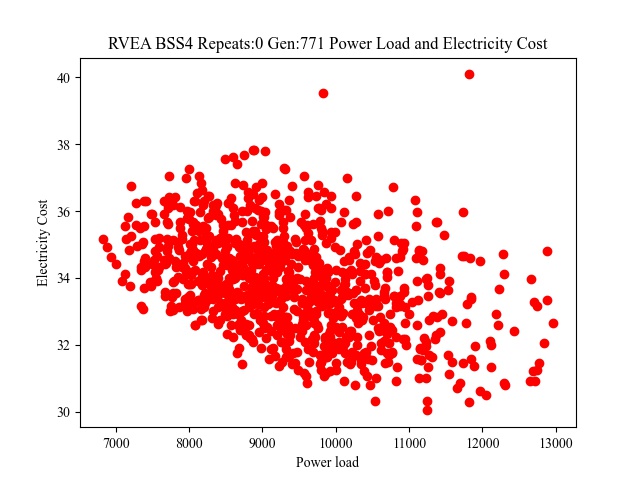 RVEA BSS4 Repeats:0 Gen:771 Power Load and Electricity Cost
40
38
36
34
32
30
Electricity Cost
7000 8000 9000 10000 11000 12000 13000
Power load